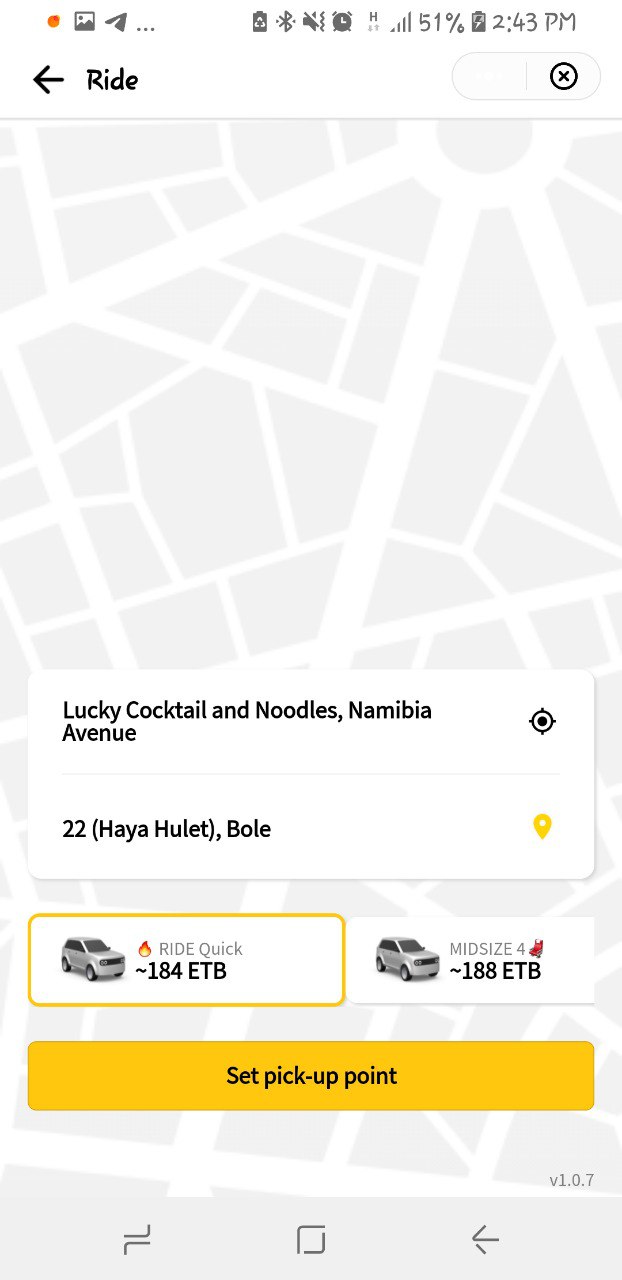 ... H 51% 2:43 PM
Ride
Lucky Cocktail and Noodles, Namibia
Avenue
22 (Haya Hulet), Bole
RIDE Quick
~184 ETB
MIDSIZE 4
~188 ETB
Set pick-up point
v1.0.7